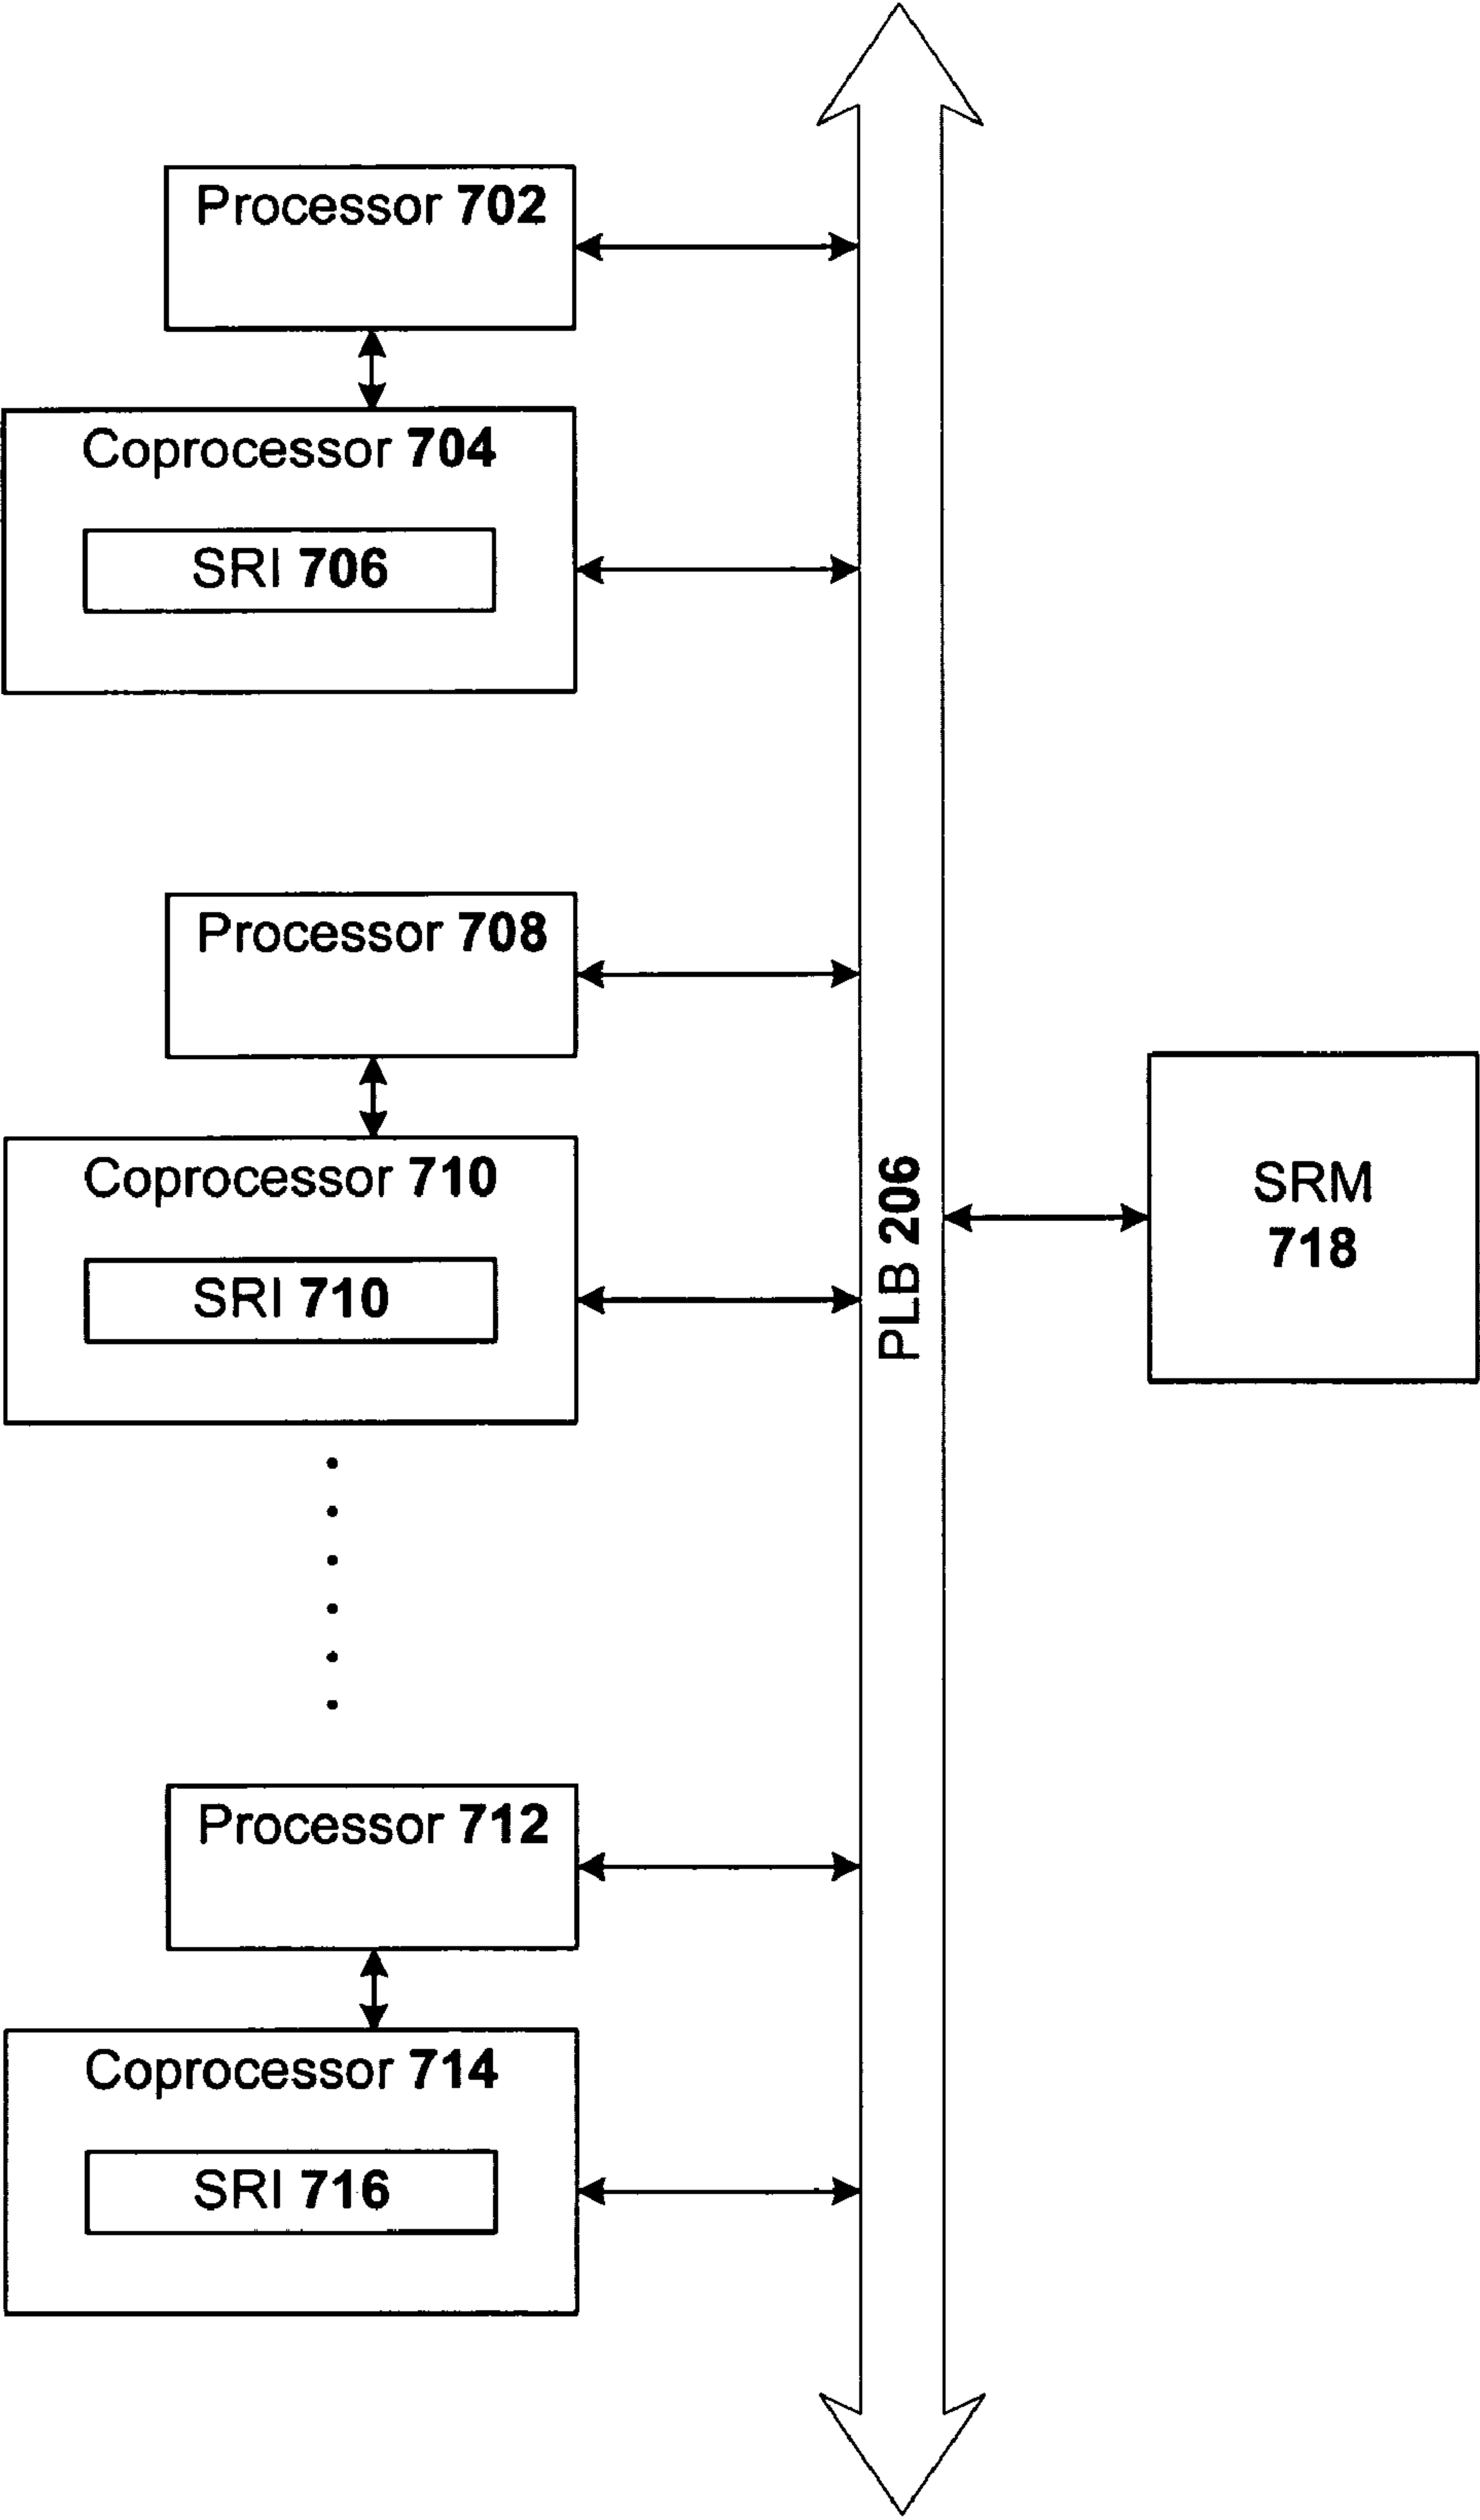 Processor 702
Coprocessor 704
SRI 706
Processor 708
Coprocessor 710
SRI 710
PLB 206
SRM
718
Processor 712
Coprocessor 714
SRI 716